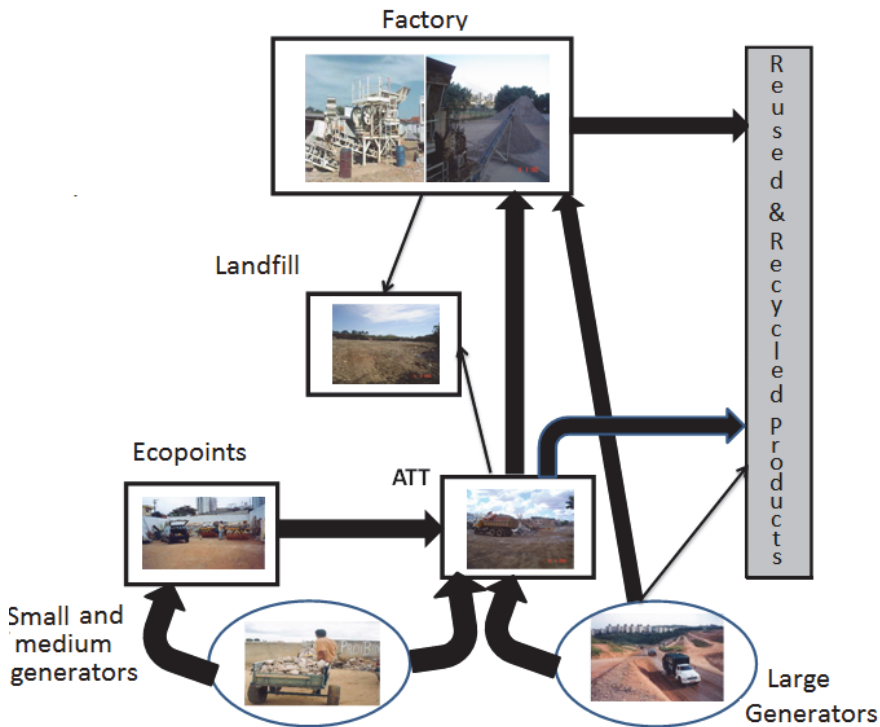 Factory
Reused & Recycled Products
Landfill
Ecopoints
ATT
Small and
medium
generators
Large
Generators